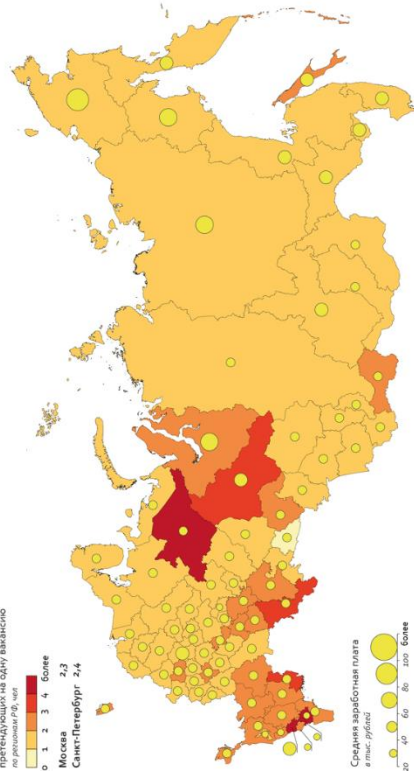 претендующих на одну вакансию
по регионам РФ, чел
0 1 2 3 4 более
Москва 2,3
Санкт-Петербург 2,4
Средняя заработная плата
в тыс. рублей
20 40 60 80 100 более